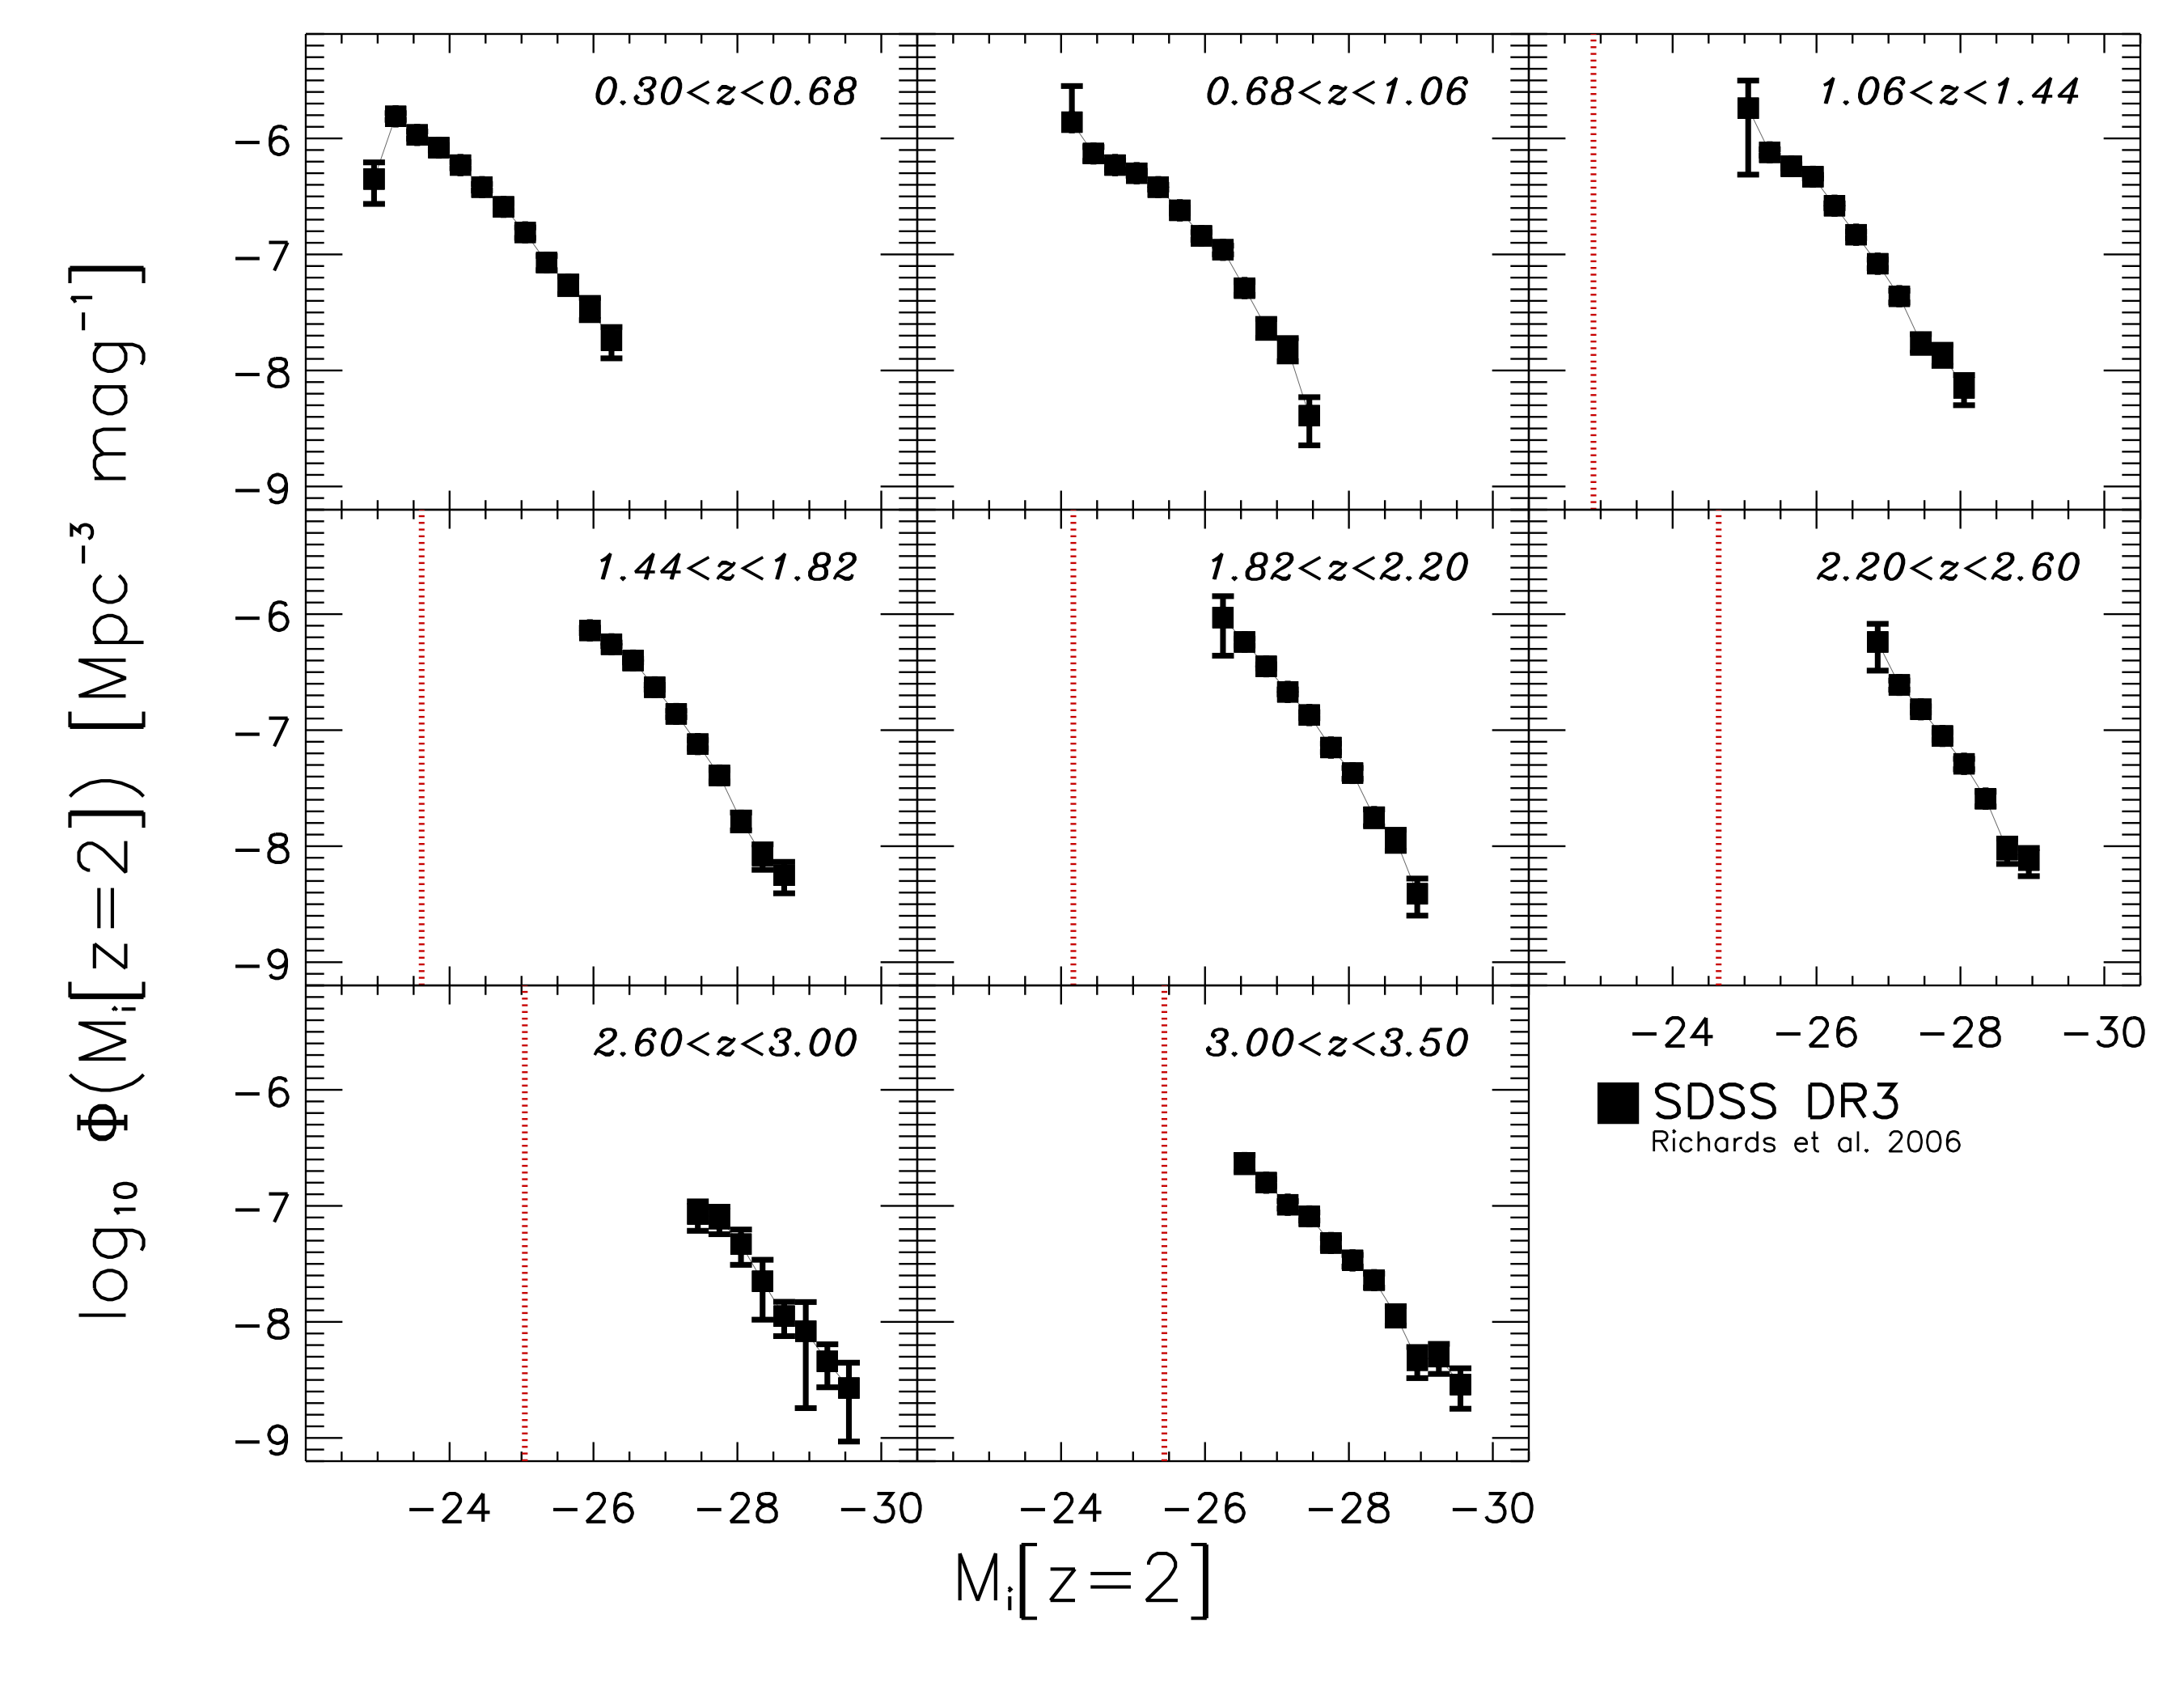 0.30<z<0.68
0.68<z<1.06
1.06<z<1.44
−6
−7
−8
−9
1.44<z<1.82
1.82<z<2.20
2.20<z<2.60
−6
−7
−8
−9
−24 −26 −28 −30
2.60<z<3.00
3.00<z<3.50
−6
−7
−8
−9
SDSS DR3
Richards et al. 2006
−24 −26 −28 −30
−24 −26 −28 −30
M_i[z=2]
log₁₀ Φ(M_i[z=2]) [Mpc⁻³ mag⁻¹]